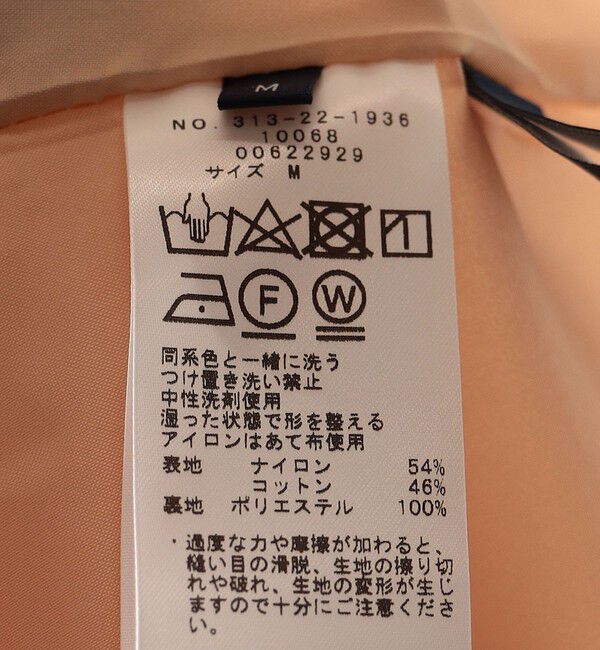 M
NO. 313-22-1936
10068
00622929
サイズ M
F W
同系色と一緒に洗う
つけ置き洗い禁止
中性洗剤使用
湿った状態で形を整える
アイロンはあて布使用
表地 ナイロン 54%
コットン 46%
裏地 ポリエステル 100%
・過度な力や摩擦が加わると、
縫い目の滑脱、生地の擦り切
れや破れ、生地の変形が生じ
ますので十分にご注意くださ
い。